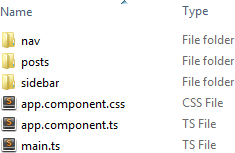 Name Type
nav File folder
posts File folder
sidebar File folder
app.component.css CSS File
app.component.ts TS File
main.ts TS File